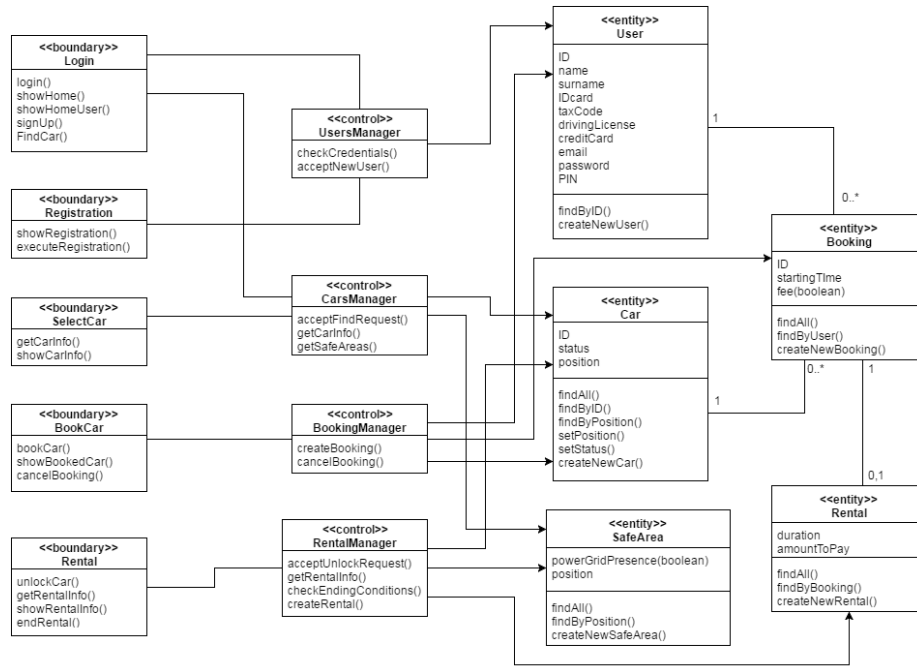 <<boundary>>
Login
login()
showHome()
showHomeUser()
signUp()
FindCar()
<<boundary>>
Registration
showRegistration()
executeRegistration()
<<boundary>>
SelectCar
getCarInfo()
showCarInfo()
<<boundary>>
BookCar
bookCar()
showBookedCar()
cancelBooking()
<<boundary>>
Rental
unlockCar()
getRentalInfo()
showRentalInfo()
endRental()
<<control>>
UsersManager
checkCredentials()
acceptNewUser()
<<control>>
CarsManager
acceptFindRequest()
getCarInfo()
getSafeAreas()
<<control>>
BookingManager
createBooking()
cancelBooking()
<<control>>
RentalManager
acceptUnlockRequest()
getRentalInfo()
checkEndingConditions()
createRental()
<<entity>>
User
ID
name
surname
IDcard
taxCode
drivingLicense
creditCard
email
password
PIN
findByID()
createNewUser()
<<entity>>
Car
ID
status
position
findAll()
findByID()
findByPosition()
setPosition()
setStatus()
createNewCar()
<<entity>>
SafeArea
powerGridPresence(boolean)
position
findAll()
findByPosition()
createNewSafeArea()
1
0..*
<<entity>>
Booking
ID
startingTIme
fee(boolean)
findAll()
findByUser()
createNewBooking()
0..*
1
1
0,1
<<entity>>
Rental
duration
amountToPay
findAll()
findByBooking()
createNewRental()